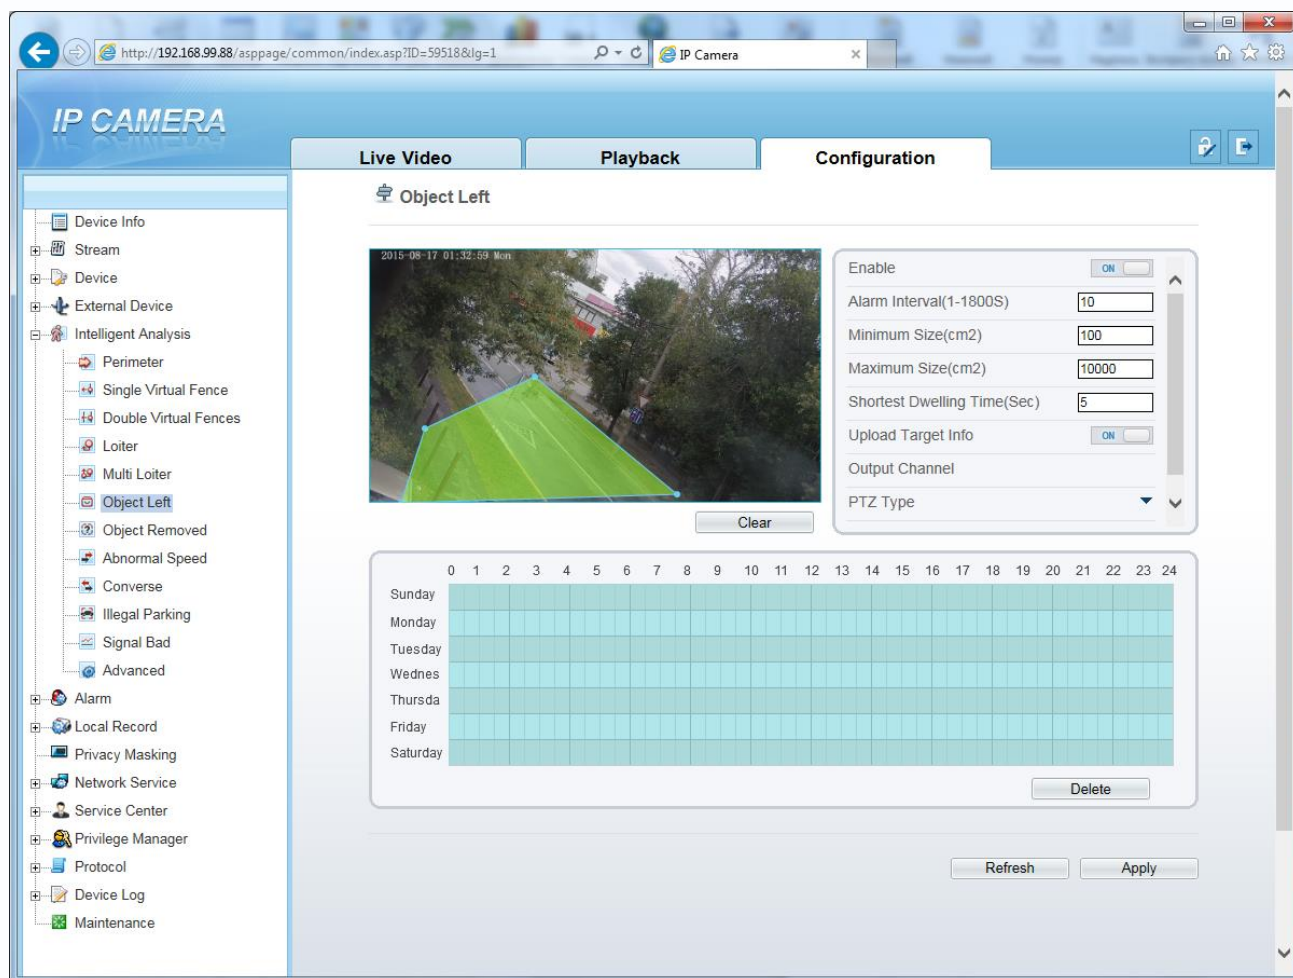 http://192.168.99.88/asppage/common/index.asp?ID=59518&lg=1
IP Camera
IP CAMERA
Live Video
Playback
Configuration
Object Left
Device Info
Stream
Device
External Device
Intelligent Analysis
Perimeter
Single Virtual Fence
Double Virtual Fences
Loiter
Multi Loiter
Object Left
Object Removed
Abnormal Speed
Converse
Illegal Parking
Signal Bad
Advanced
Alarm
Local Record
Privacy Masking
Network Service
Service Center
Privilege Manager
Protocol
Device Log
Maintenance
2015-08-17 01:32:59 Mon
Clear
Enable ON
Alarm Interval(1-1800S) 10
Minimum Size(cm2) 100
Maximum Size(cm2) 10000
Shortest Dwelling Time(Sec) 5
Upload Target Info ON
Output Channel
PTZ Type
0 1 2 3 4 5 6 7 8 9 10 11 12 13 14 15 16 17 18 19 20 21 22 23 24
Sunday
Monday
Tuesday
Wednes
Thursda
Friday
Saturday
Delete
Refresh Apply